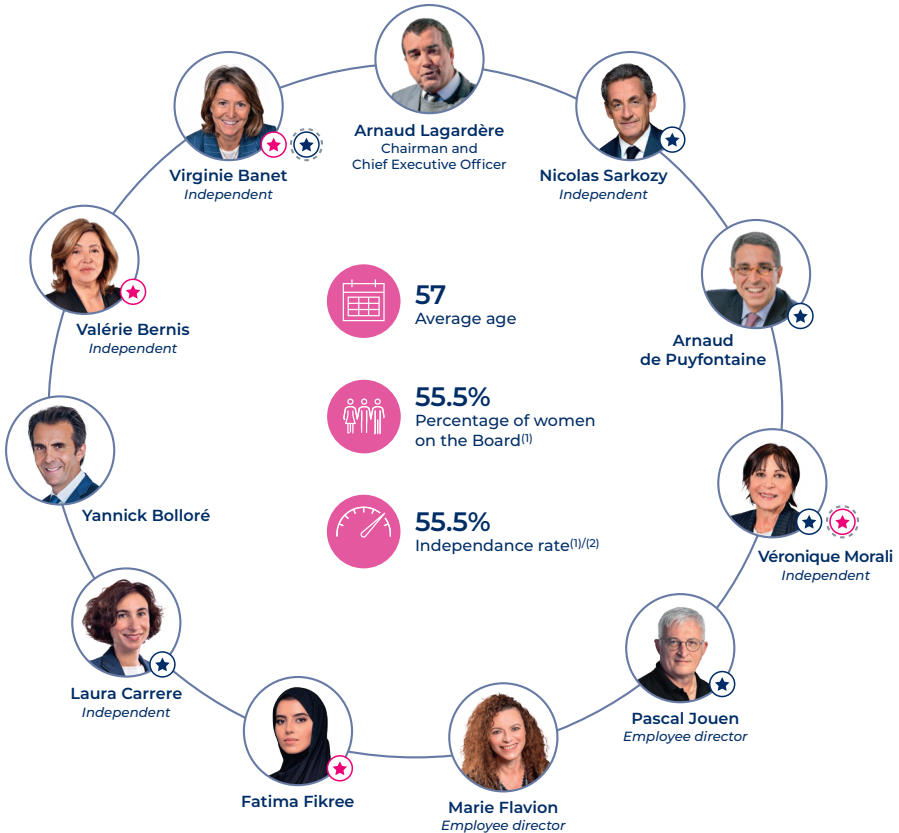 Arnaud Lagardère
Chairman and
Chief Executive Officer
Nicolas Sarkozy
Independent
Arnaud
de Puyfontaine
Véronique Morali
Independent
Pascal Jouen
Employee director
Marie Flavion
Employee director
Fatima Fikree
Laura Carrere
Independent
Yannick Bolloré
Valérie Bernis
Independent
Virginie Banet
Independent
57
Average age
55.5%
Percentage of women
on the Board(1)
55.5%
Independance rate(1)/(2)